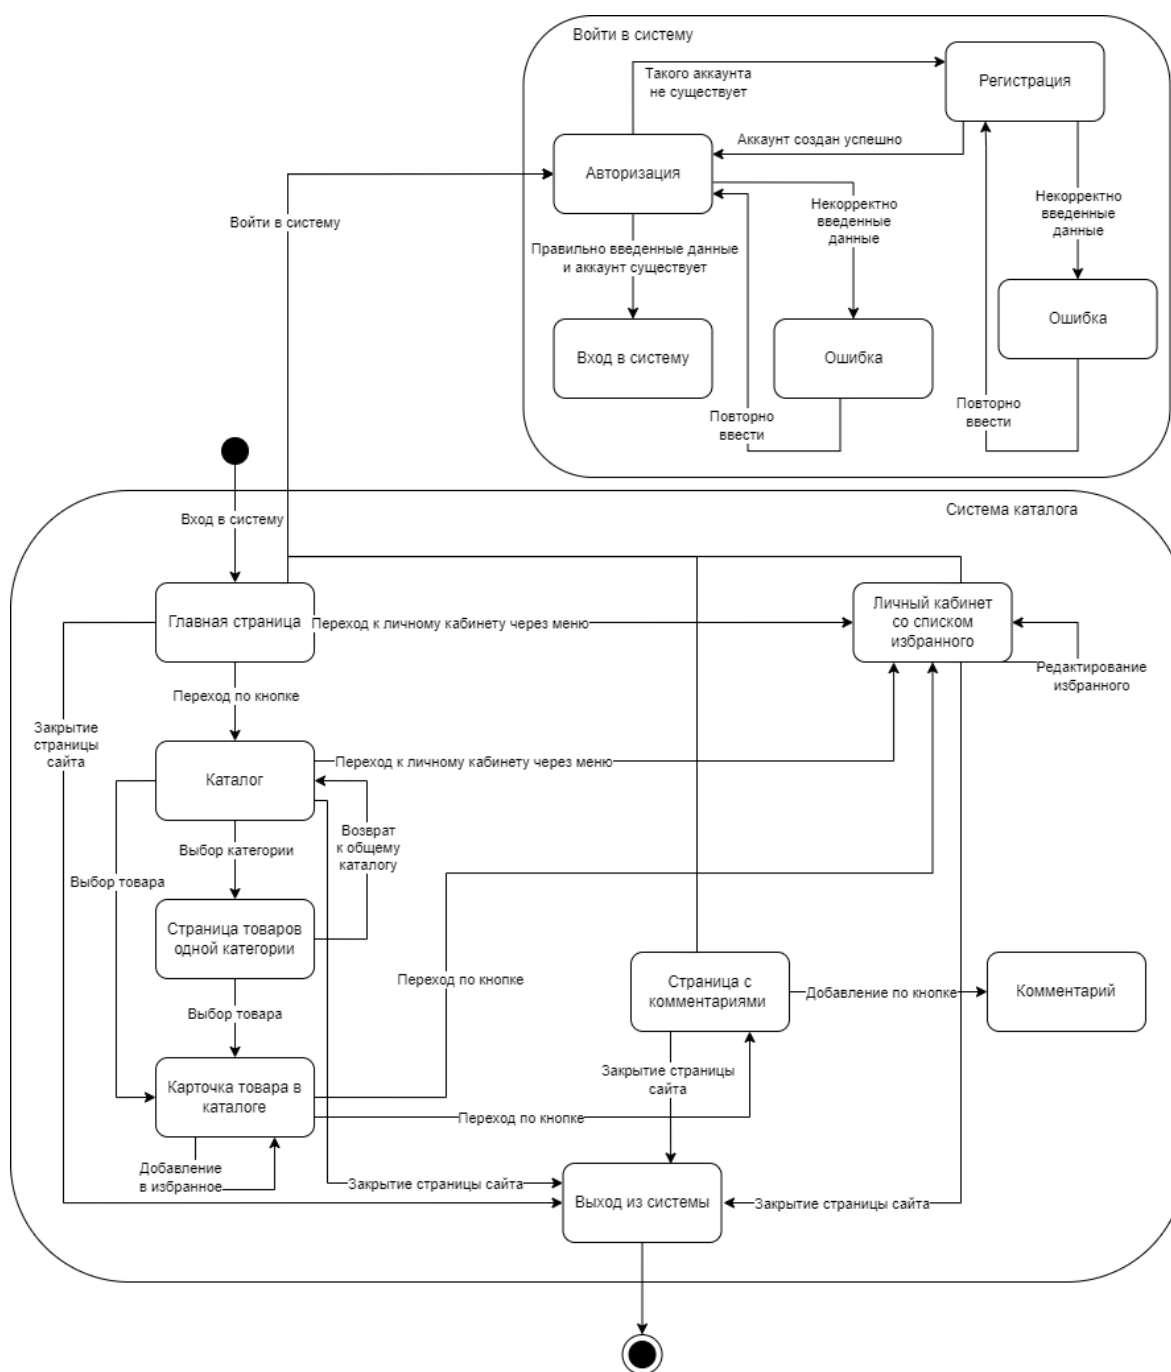 Войти в систему
Такого аккаунта
не существует
Регистрация
Аккаунт создан успешно
Авторизация
Войти в систему
Некорректно
введенные
данные
Некорректно
введенные
данные
Правильно введенные данные
и аккаунт существует
Вход в систему
Ошибка
Ошибка
Повторно
ввести
Повторно
ввести
Система каталога
Вход в систему
Главная страница
Переход к личному кабинету через меню
Личный кабинет
со списком
избранного
Редактирование
избранного
Переход по кнопке
Закрытие
страницы
сайта
Каталог
Переход к личному кабинету через меню
Возврат
к общему
каталогу
Выбор категории
Выбор товара
Страница товаров
одной категории
Переход по кнопке
Страница с
комментариями
Добавление по кнопке
Комментарий
Выбор товара
Карточка товара в
каталоге
Закрытие страницы
сайта
Переход по кнопке
Добавление
в избранное
Закрытие страницы сайта
Выход из системы
Закрытие страницы сайта